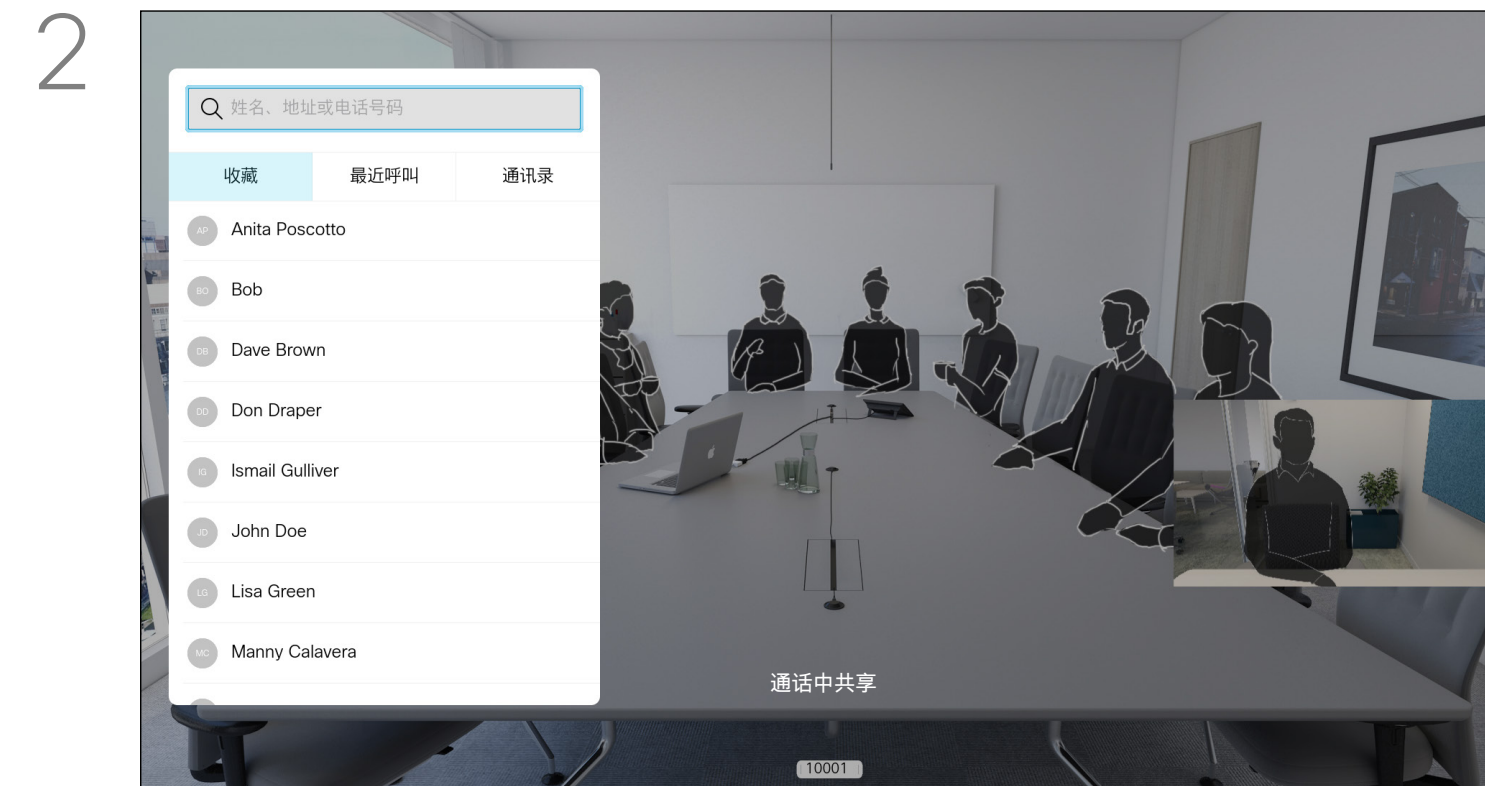 2
姓名、地址或电话号码
收藏 最近呼叫 通讯录
AP Anita Poscotto
BO Bob
DB Dave Brown
DD Don Draper
IG Ismail Gulliver
JD John Doe
LG Lisa Green
MC Manny Calavera
通话中共享
10001